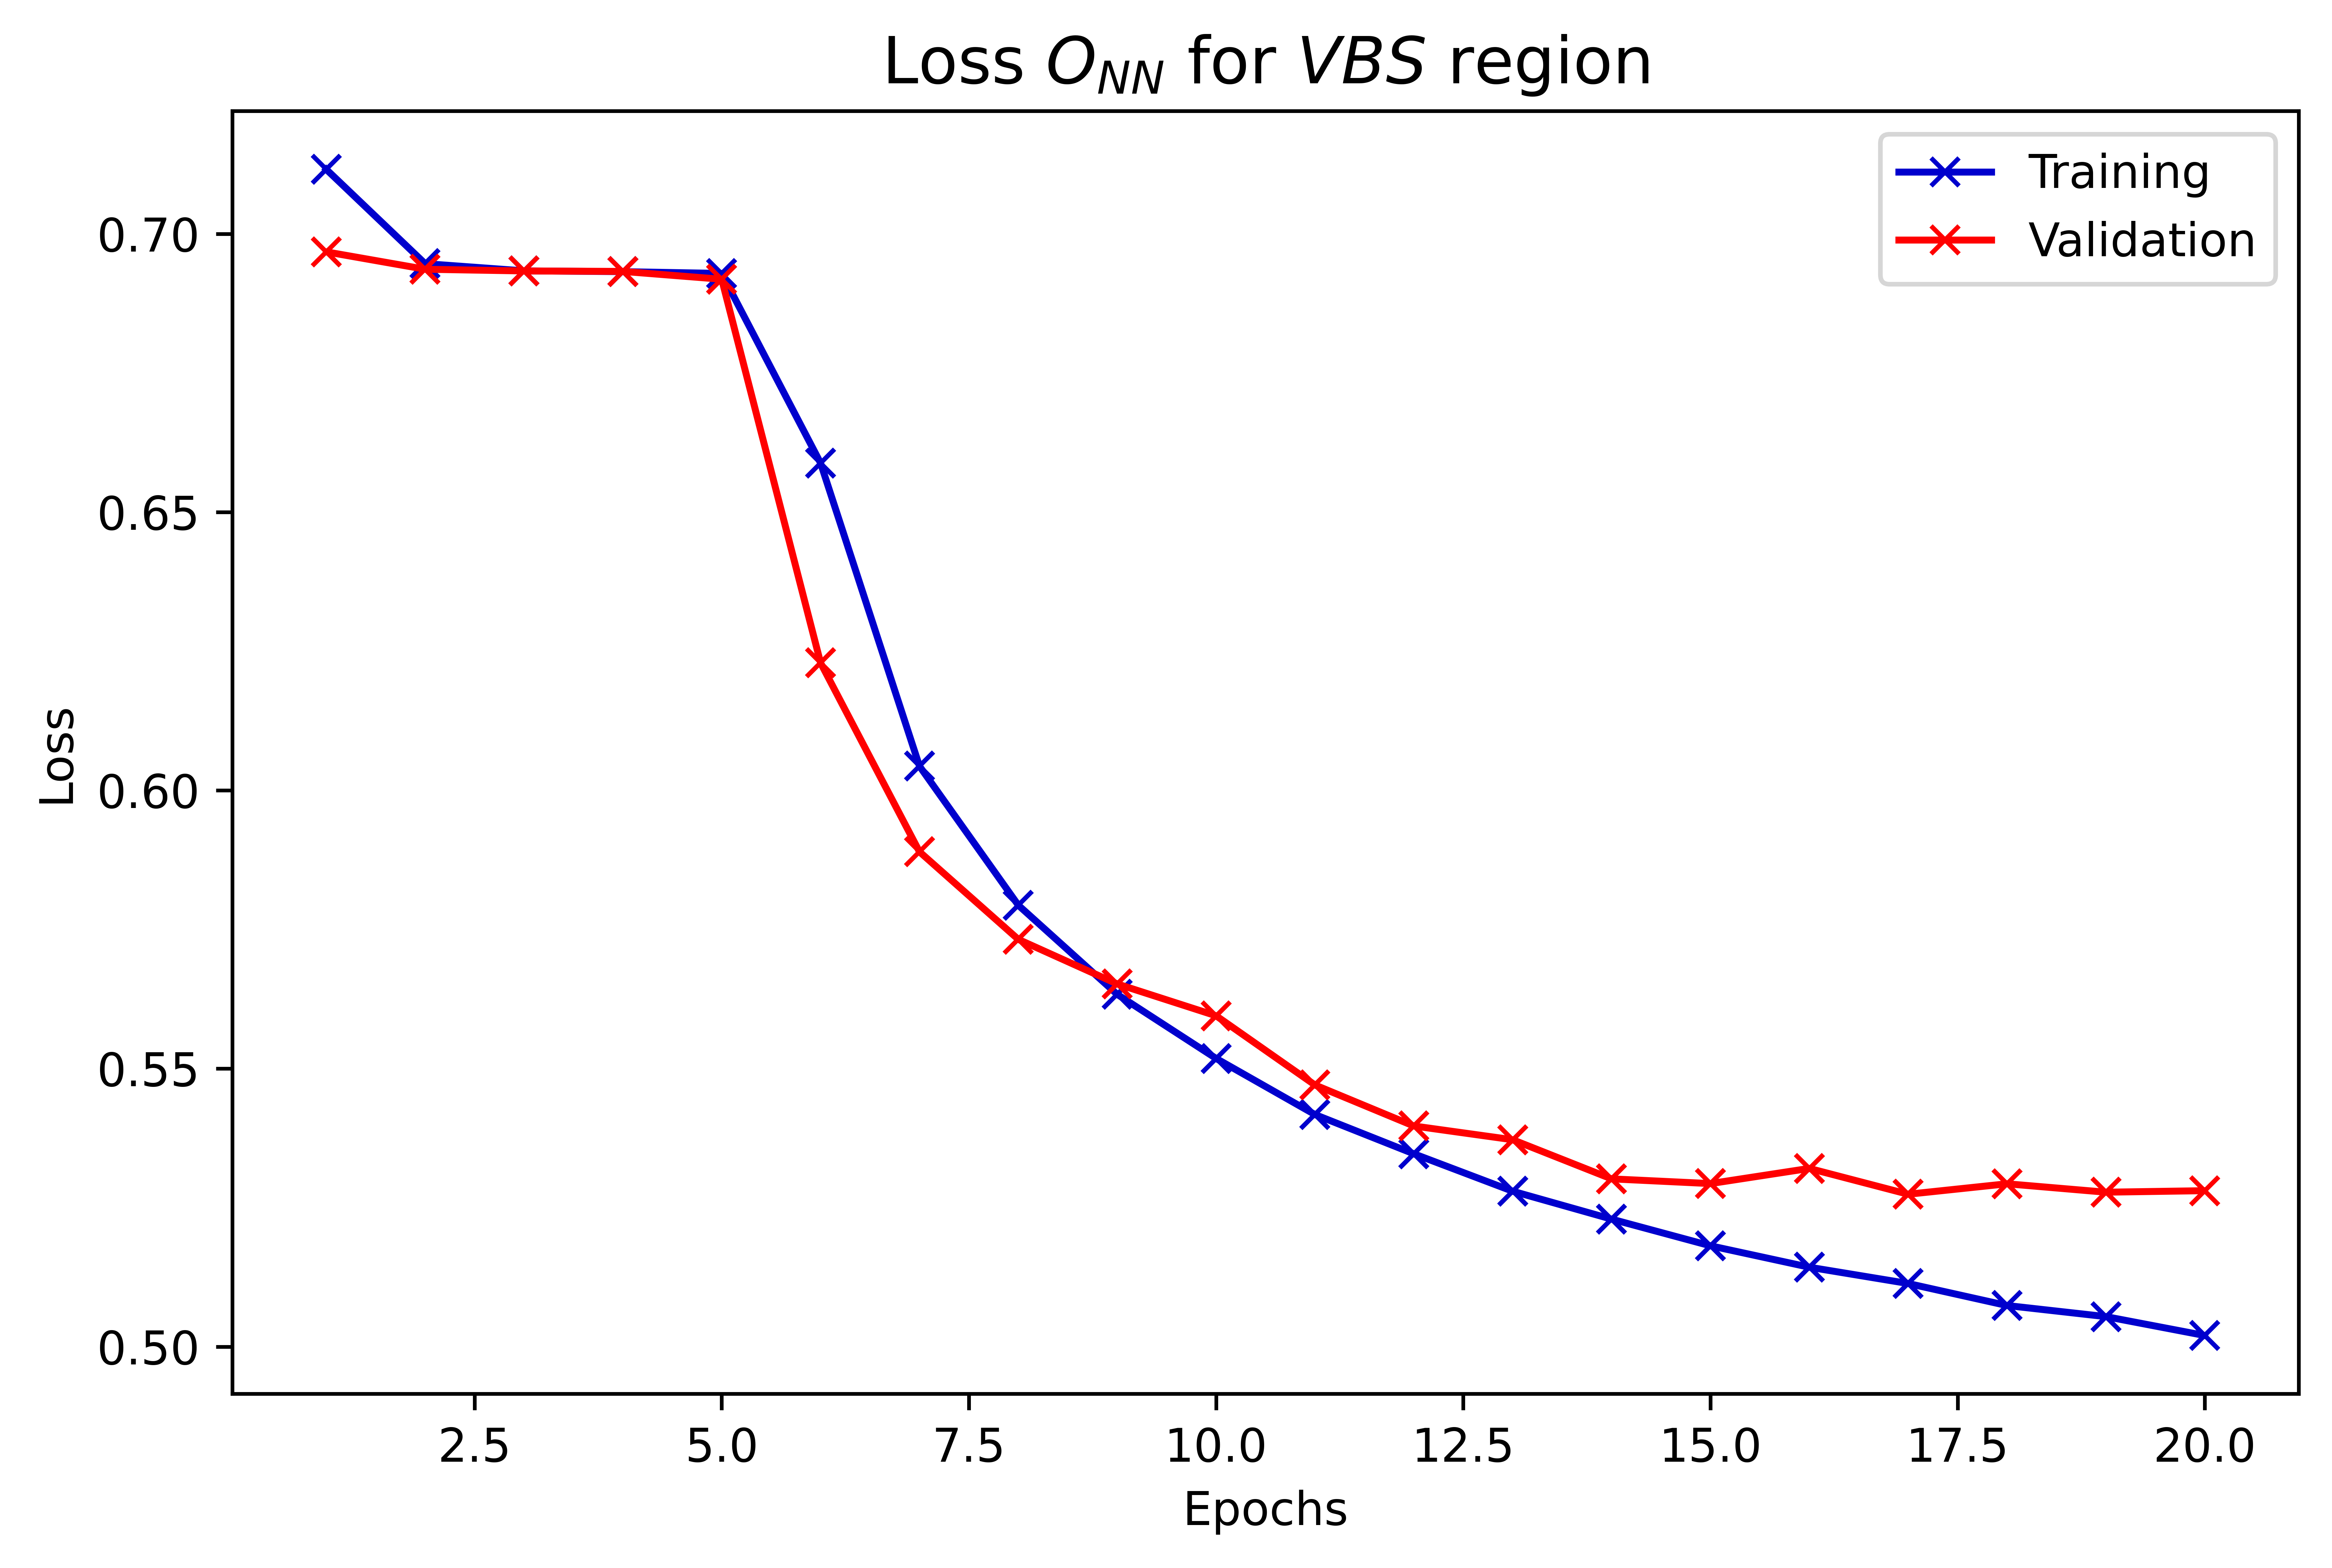 Loss O_NN for VBS region
Training
Validation
Loss
0.70
0.65
0.60
0.55
0.50
2.5 5.0 7.5 10.0 12.5 15.0 17.5 20.0
Epochs